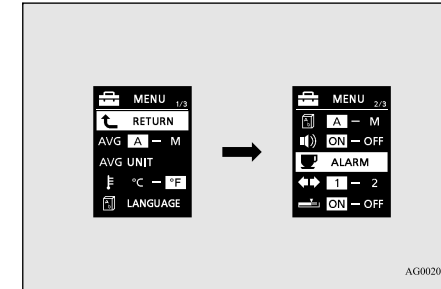 MENU 1/3
RETURN
AVG A – M
AVG UNIT
°C – °F
LANGUAGE
MENU 2/3
A – M
ON – OFF
ALARM
1 – 2
ON – OFF
AG0020